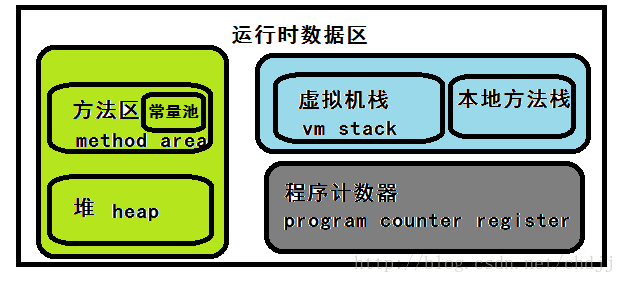 运行时数据区
方法区 常量池
method area
堆 heap
虚拟机栈
vm stack
本地方法栈
程序计数器
program counter register
http://blog.csdn.net/chdjj